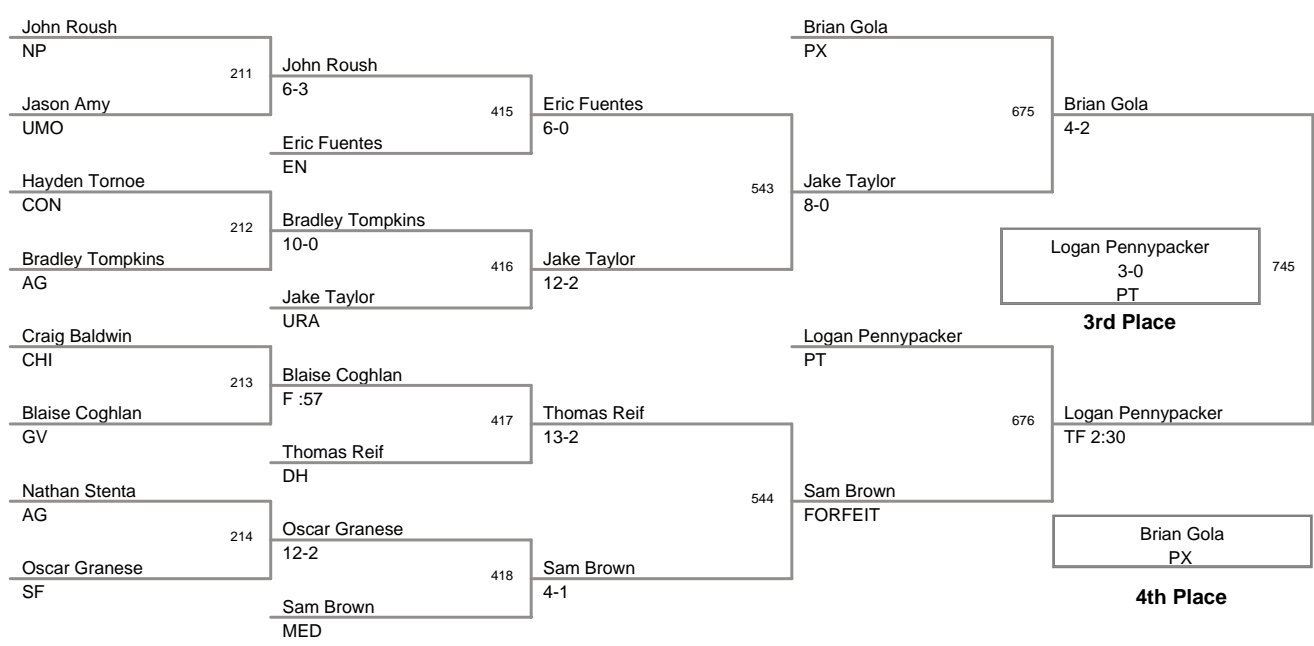 John Roush
NP
211
Jason Amy
UMO
Hayden Tornoe
CON
212
Bradley Tompkins
AG
Craig Baldwin
CHI
213
Blaise Coghlan
GV
Nathan Stenta
AG
214
Oscar Granese
SF
John Roush
6-3
415
Eric Fuentes
EN
Bradley Tompkins
10-0
416
Jake Taylor
URA
Blaise Coghlan
F :57
417
Thomas Reif
DH
Oscar Granese
12-2
418
Sam Brown
MED
Eric Fuentes
6-0
543
Jake Taylor
12-2
Thomas Reif
13-2
544
Sam Brown
4-1
Brian Gola
PX
675
Jake Taylor
8-0
Logan Pennypacker
PT
676
Sam Brown
FORFEIT
Brian Gola
4-2
Logan Pennypacker
3-0
PT
745
3rd Place
Logan Pennypacker
TF 2:30
Brian Gola
PX
4th Place